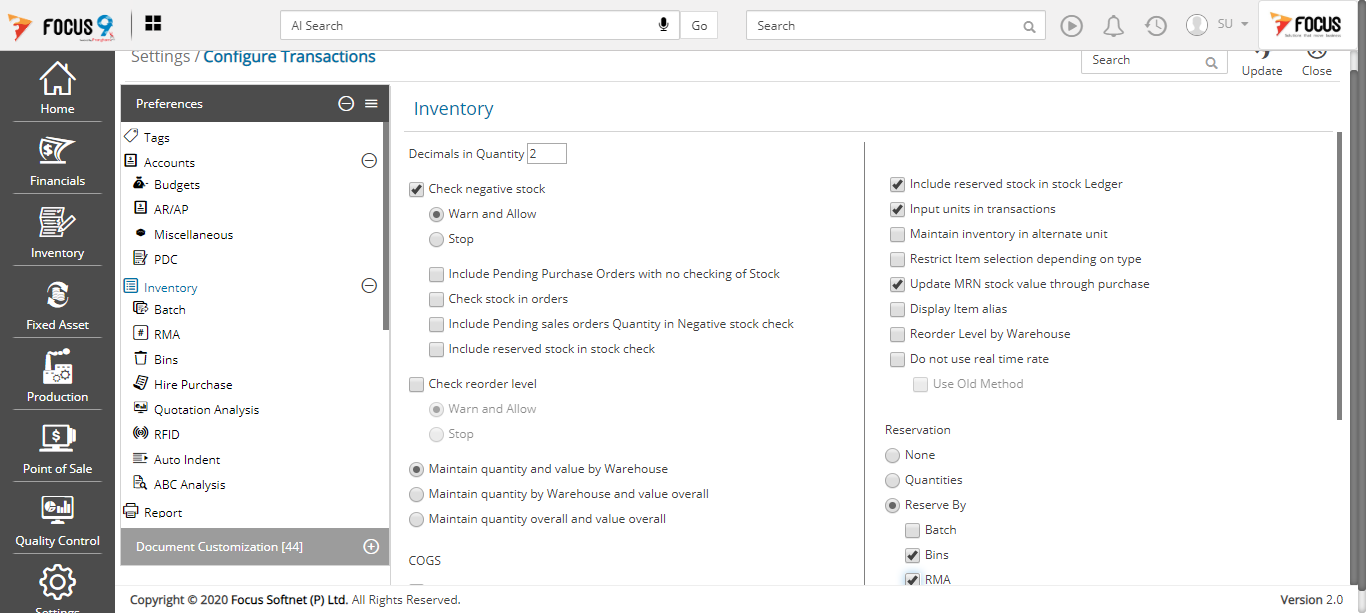 FOCUS 9
AI Search
Go
Search
SU
FOCUS
Settings / Configure Transactions
Search
Update
Close
Home
Financials
Inventory
Fixed Asset
Production
Point of Sale
Quality Control
Settings
Preferences
Tags
Accounts
Budgets
AR/AP
Miscellaneous
PDC
Inventory
Batch
RMA
Bins
Hire Purchase
Quotation Analysis
RFID
Auto Indent
ABC Analysis
Report
Document Customization [44]
Inventory
Decimals in Quantity 2
Check negative stock
Warn and Allow
Stop
Include Pending Purchase Orders with no checking of Stock
Check stock in orders
Include Pending sales orders Quantity in Negative stock check
Include reserved stock in stock check
Check reorder level
Warn and Allow
Stop
Maintain quantity and value by Warehouse
Maintain quantity by Warehouse and value overall
Maintain quantity overall and value overall
COGS
Include reserved stock in stock Ledger
Input units in transactions
Maintain inventory in alternate unit
Restrict Item selection depending on type
Update MRN stock value through purchase
Display Item alias
Reorder Level by Warehouse
Do not use real time rate
Use Old Method
Reservation
None
Quantities
Reserve By
Batch
Bins
RMA
Copyright © 2020 Focus Softnet (P) Ltd. All Rights Reserved.
Version 2.0